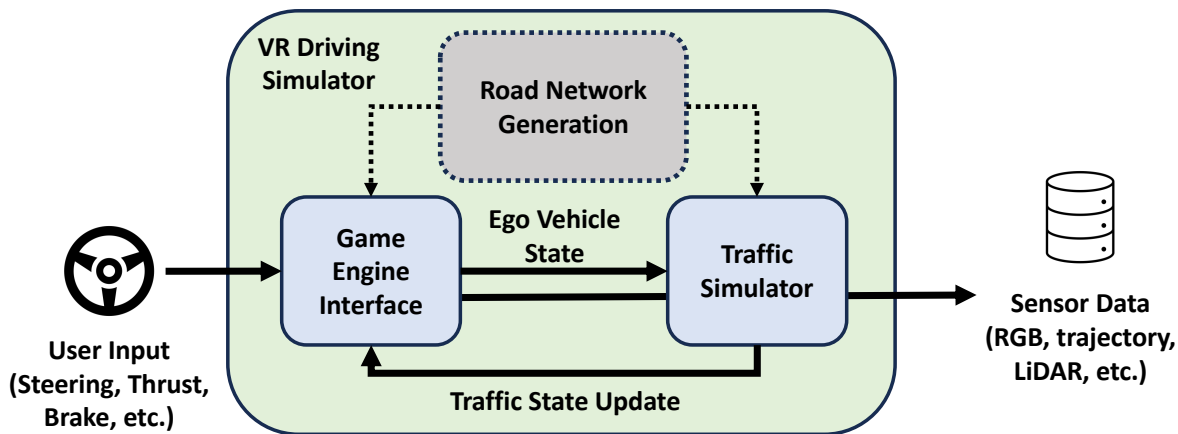 VR Driving
Simulator
Road Network
Generation
Ego Vehicle
State
Game
Engine
Interface
Traffic
Simulator
User Input
(Steering, Thrust,
Brake, etc.)
Sensor Data
(RGB, trajectory,
LiDAR, etc.)
Traffic State Update